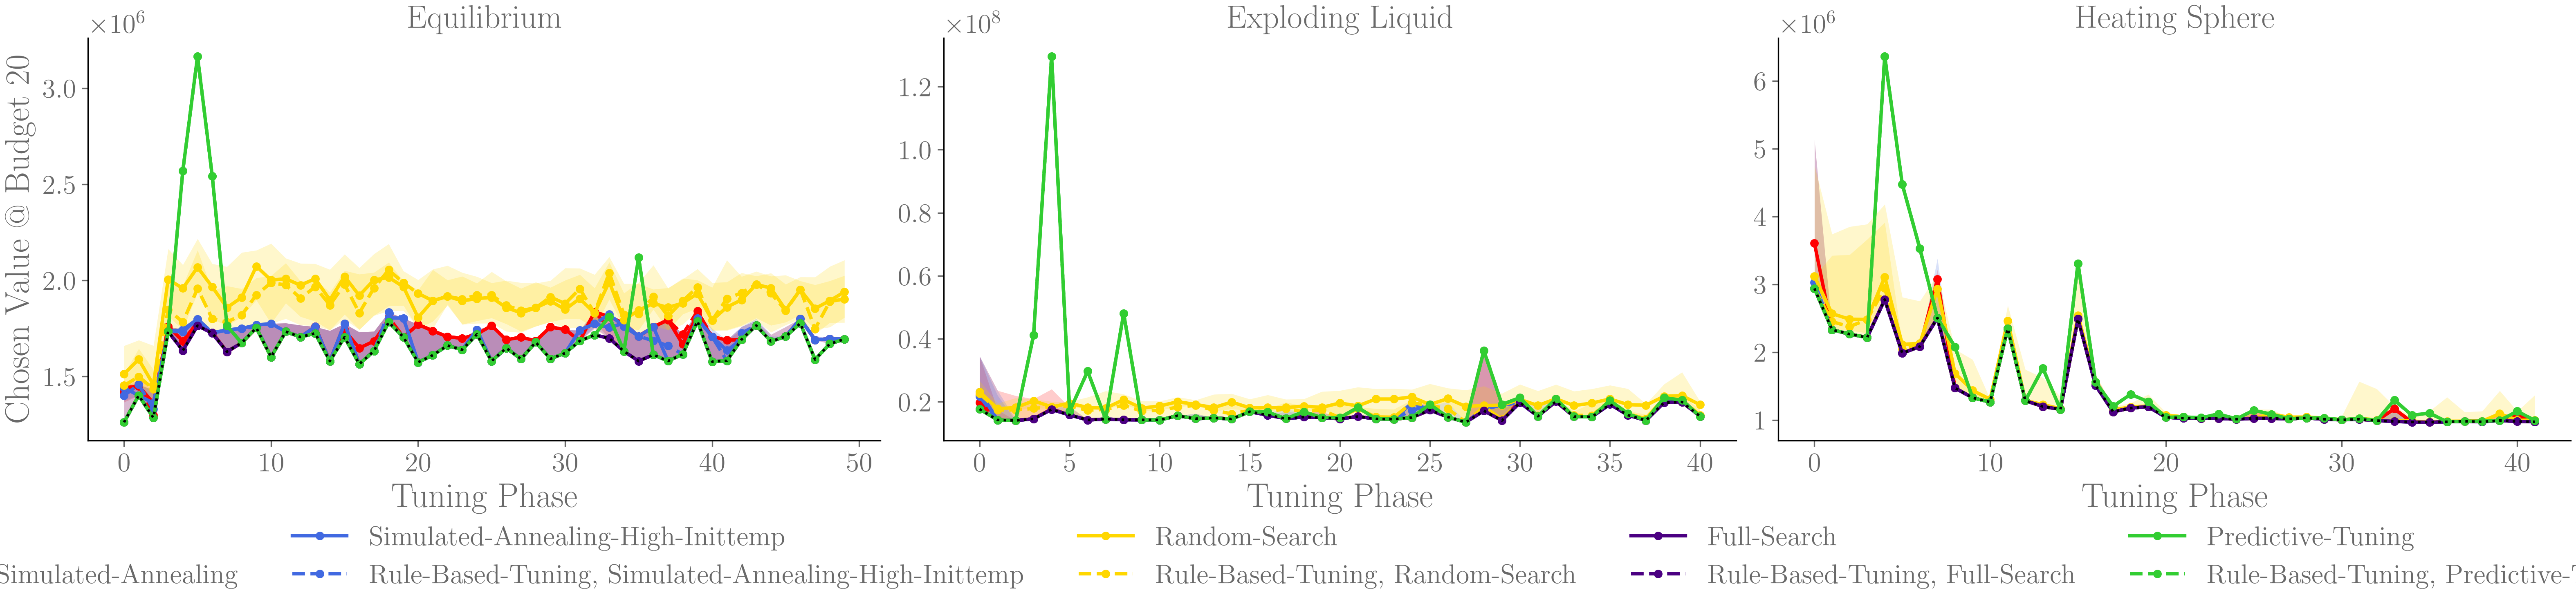 Equilibrium
Exploding Liquid
Heating Sphere
×10⁶
×10⁸
×10⁶
Chosen Value @ Budget 20
3.0
2.5
2.0
1.5
1.2
1.0
0.8
0.6
0.4
0.2
6
5
4
3
2
1
0 10 20 30 40 50
0 5 10 15 20 25 30 35 40
0 10 20 30 40
Tuning Phase
Tuning Phase
Tuning Phase
Simulated-Annealing-High-Inittemp
Random-Search
Full-Search
Predictive-Tuning
Simulated-Annealing
Rule-Based-Tuning, Simulated-Annealing-High-Inittemp
Rule-Based-Tuning, Random-Search
Rule-Based-Tuning, Full-Search
Rule-Based-Tuning, Predictive-